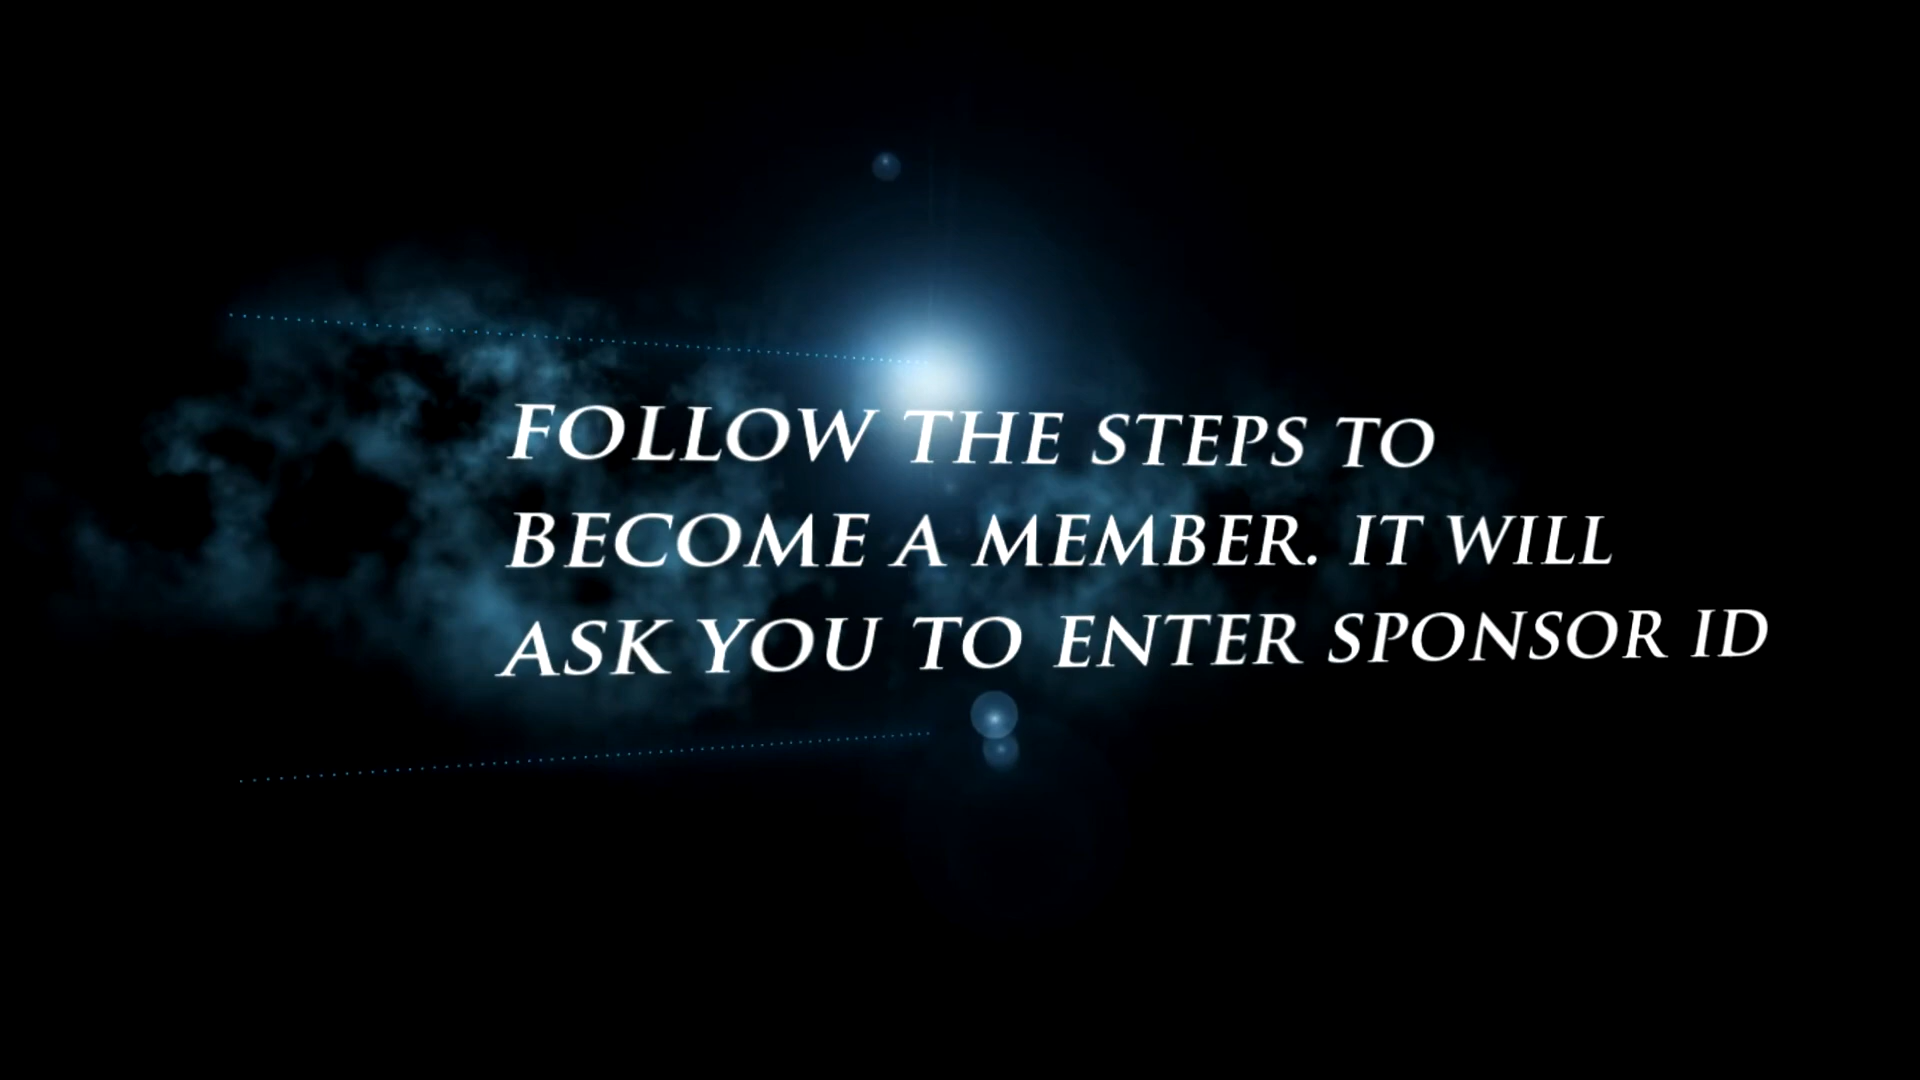 FOLLOW THE STEPS TO
BECOME A MEMBER. IT WILL
ASK YOU TO ENTER SPONSOR ID